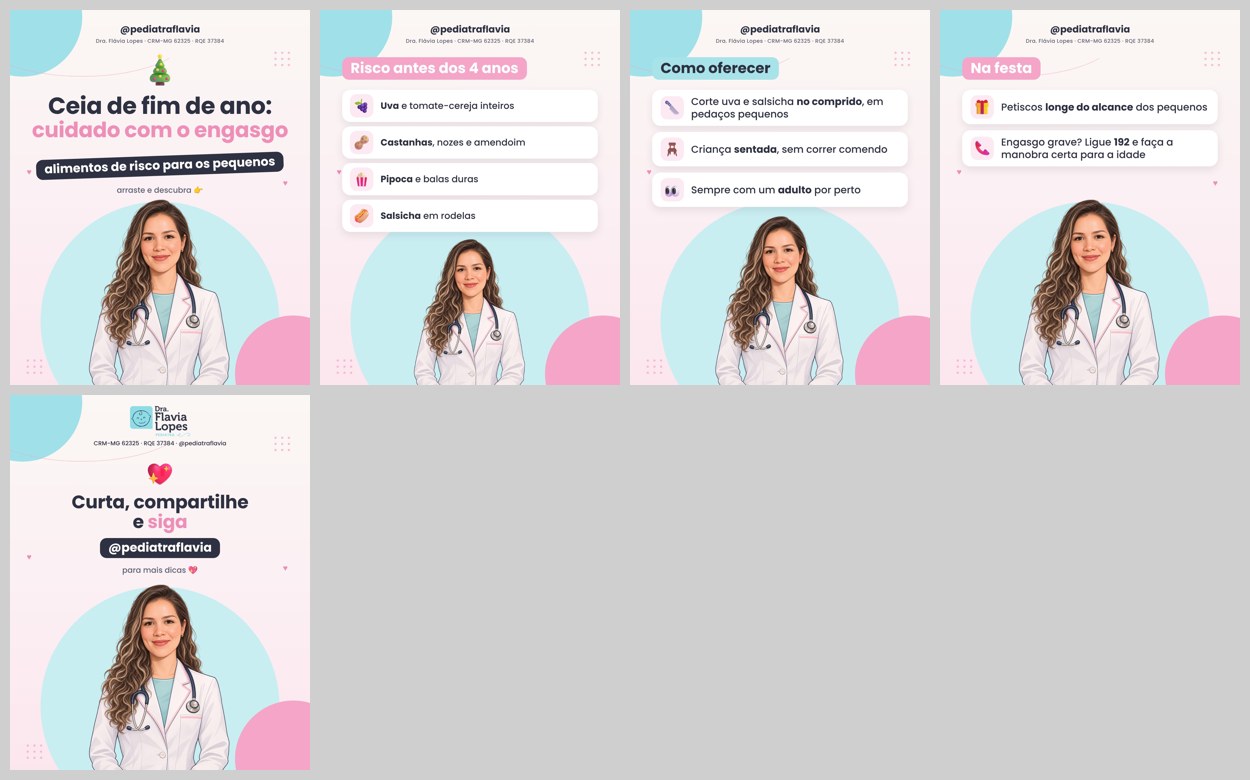 @pediatraflavia
Dra. Flávia Lopes · CRM-MG 62325 · RQE 37384
Ceia de fim de ano:
cuidado com o engasgo
alimentos de risco para os pequenos
arraste e descubra 👉
@pediatraflavia
Dra. Flávia Lopes · CRM-MG 62325 · RQE 37384
Risco antes dos 4 anos
Uva e tomate-cereja inteiros
Castanhas, nozes e amendoim
Pipoca e balas duras
Salsicha em rodelas
@pediatraflavia
Dra. Flávia Lopes · CRM-MG 62325 · RQE 37384
Como oferecer
Corte uva e salsicha no comprido, em
pedaços pequenos
Criança sentada, sem correr comendo
Sempre com um adulto por perto
@pediatraflavia
Dra. Flávia Lopes · CRM-MG 62325 · RQE 37384
Na festa
Petiscos longe do alcance dos pequenos
Engasgo grave? Ligue 192 e faça a
manobra certa para a idade
Dra.
Flavia
Lopes
CRM-MG 62325 · RQE 37384 · @pediatraflavia
Curta, compartilhe
e siga
@pediatraflavia
para mais dicas 💖